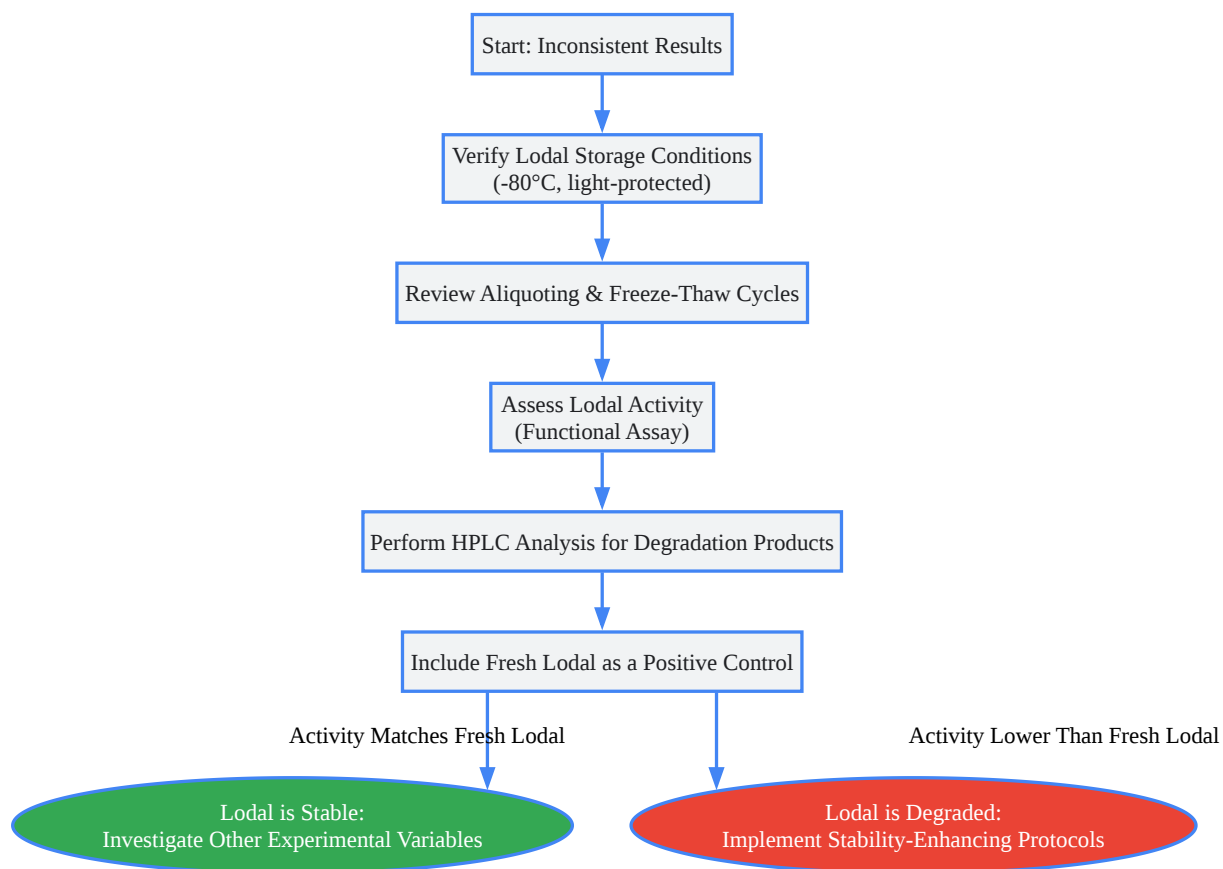 Start: Inconsistent Results
Verify Lodal Storage Conditions
(-80°C, light-protected)
Review Aliquoting & Freeze-Thaw Cycles
Assess Lodal Activity
(Functional Assay)
Perform HPLC Analysis for Degradation Products
Include Fresh Lodal as a Positive Control
Activity Matches Fresh Lodal
Activity Lower Than Fresh Lodal
Lodal is Stable:
Investigate Other Experimental Variables
Lodal is Degraded:
Implement Stability-Enhancing Protocols